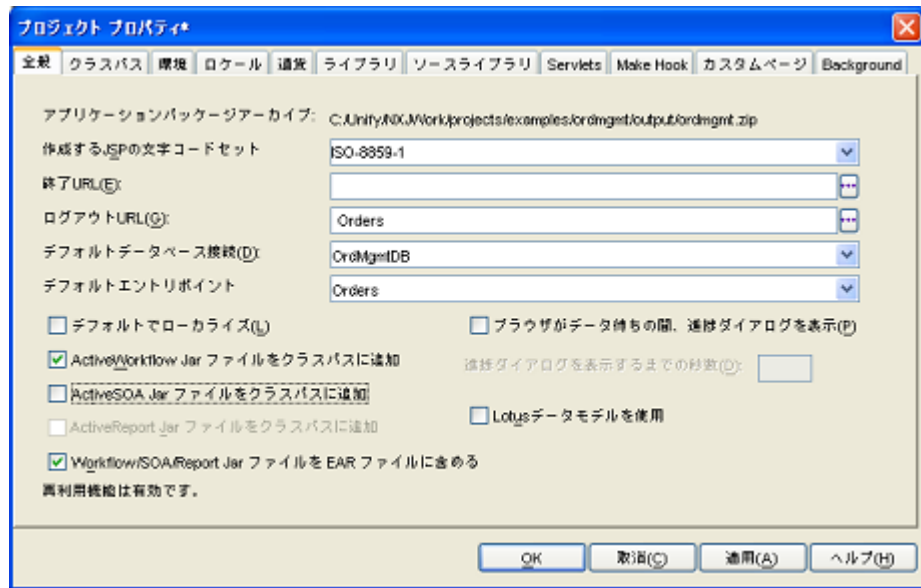 プロジェクト プロパティ*
全般 クラスパス 環境 ロケール 通貨 ライブラリ ソースライブラリ Servlets Make Hook カスタムページ Background
アプリケーションパッケージアーカイブ: C:/Unify/NXJ/Work/projects/examples/ordmgmt/output/ordmgmt.zip
作成するJSPの文字コードセット ISO-8859-1
終了URL(E):
ログアウトURL(G): Orders
デフォルトデータベース接続(D): OrdMgmtDB
デフォルトエントリポイント Orders
デフォルトでローカライズ(L) ブラウザがデータ待ちの間、進捗ダイアログを表示(P)
ActiveWorkflow Jar ファイルをクラスパスに追加 進捗ダイアログを表示するまでの秒数(D):
ActiveSOA Jar ファイルをクラスパスに追加
Lotusデータモデルを使用
ActiveReport Jar ファイルをクラスパスに追加
Workflow/SOA/Report Jar ファイルを EAR ファイルに含める
再利用機能は有効です。
OK 取消(C) 適用(A) ヘルプ(H)